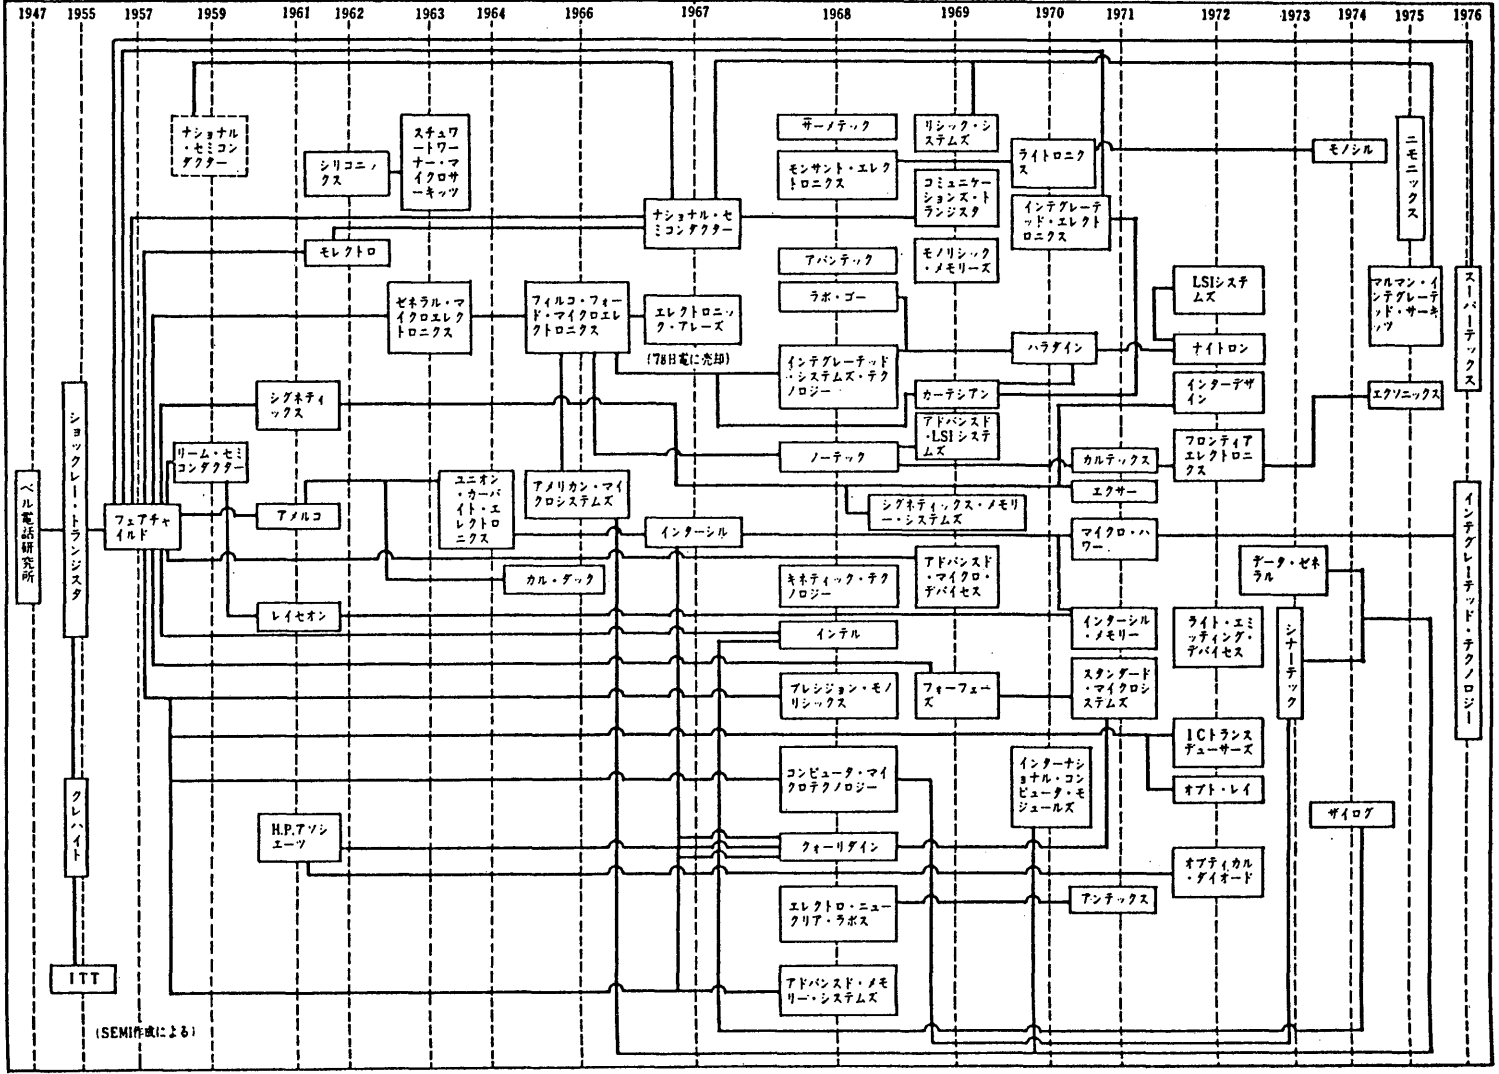 1947 1955 1957 1959 1961 1962 1963 1964 1966 1967 1968 1969 1970 1971 1972 1973 1974 1975 1976
ベル電話研究所
ショックレー・トランジスタ
クレハイト
ITT
フェアチャ
イルド
ナショナル
・セミコン
ダクター
リーム・セミ
コンダクター
シグネティ
ックス
アメルコ
レイセオン
H.P.アソシ
エーツ
シリコニッ
クス
モレクトロ
スチュワ
ートワー
ナー・マ
イクロサ
ーキッツ
ゼネラル・マ
イクロエレク
トロニクス
ユニオン
・カーバ
イト・エ
レクトロ
ニクス
カル・ダック
フィルコ・フォー
ド・マイクロエレ
クトロニクス
アメリカン・マイ
クロシステムズ
ナショナル・セ
ミコンダクター
エレクトロニッ
ク・アレーズ
('78日電に売却)
インターシル
サーメテック
モンサント・エレク
トロニクス
アバンテック
ラボ・ゴー
インテグレーテッド
・システムズ・テク
ノロジー
ノーテック
シグネティックス・メモリ
ー・システムズ
キネティック・テク
ノロジー
インテル
プレシジョン・モノ
リシックス
コンピュータ・マイ
クロテクノロジー
クォーリダイン
エレクトロ・ニュー
クリア・ラボス
アドバンスド・メモ
リー・システムズ
リシック・シ
ステムズ
コミュニケー
ションズ・ト
ランジスタ
モノリシック
・メモリーズ
カーテシアン
アドバンスド
・LSIシステ
ムズ
アドバンスド
・マイクロ・
デバイセス
フォーフェー
ズ
ライトロニク
ス
インテグレーテ
ッド・エレクト
ロニクス
ハラダイン
インターナシ
ョナル・コン
ピュータ・モ
ジュールズ
カルテックス
エクサー
マイクロ・パ
ワー
インターシル
・メモリー
スタンダード
・マイクロシ
ステムズ
アンテックス
LSIシステ
ムズ
ナイトロン
インターデザ
イン
フロンティア
エレクトロニ
クス
ライト・エミ
ッティング・
デバイセス
ICトランス
デューサーズ
オプト・レイ
オプティカル
・ダイオード
データ・ゼネ
ラル
シナーテック
モノシル
ザイログ
ニモニックス
マルマン・イ
ンテグレーテ
ッド・サーキ
ッツ
エクソニックス
スーパーテックス
インテグレーテッド・テクノロジー
(SEMI作成による)